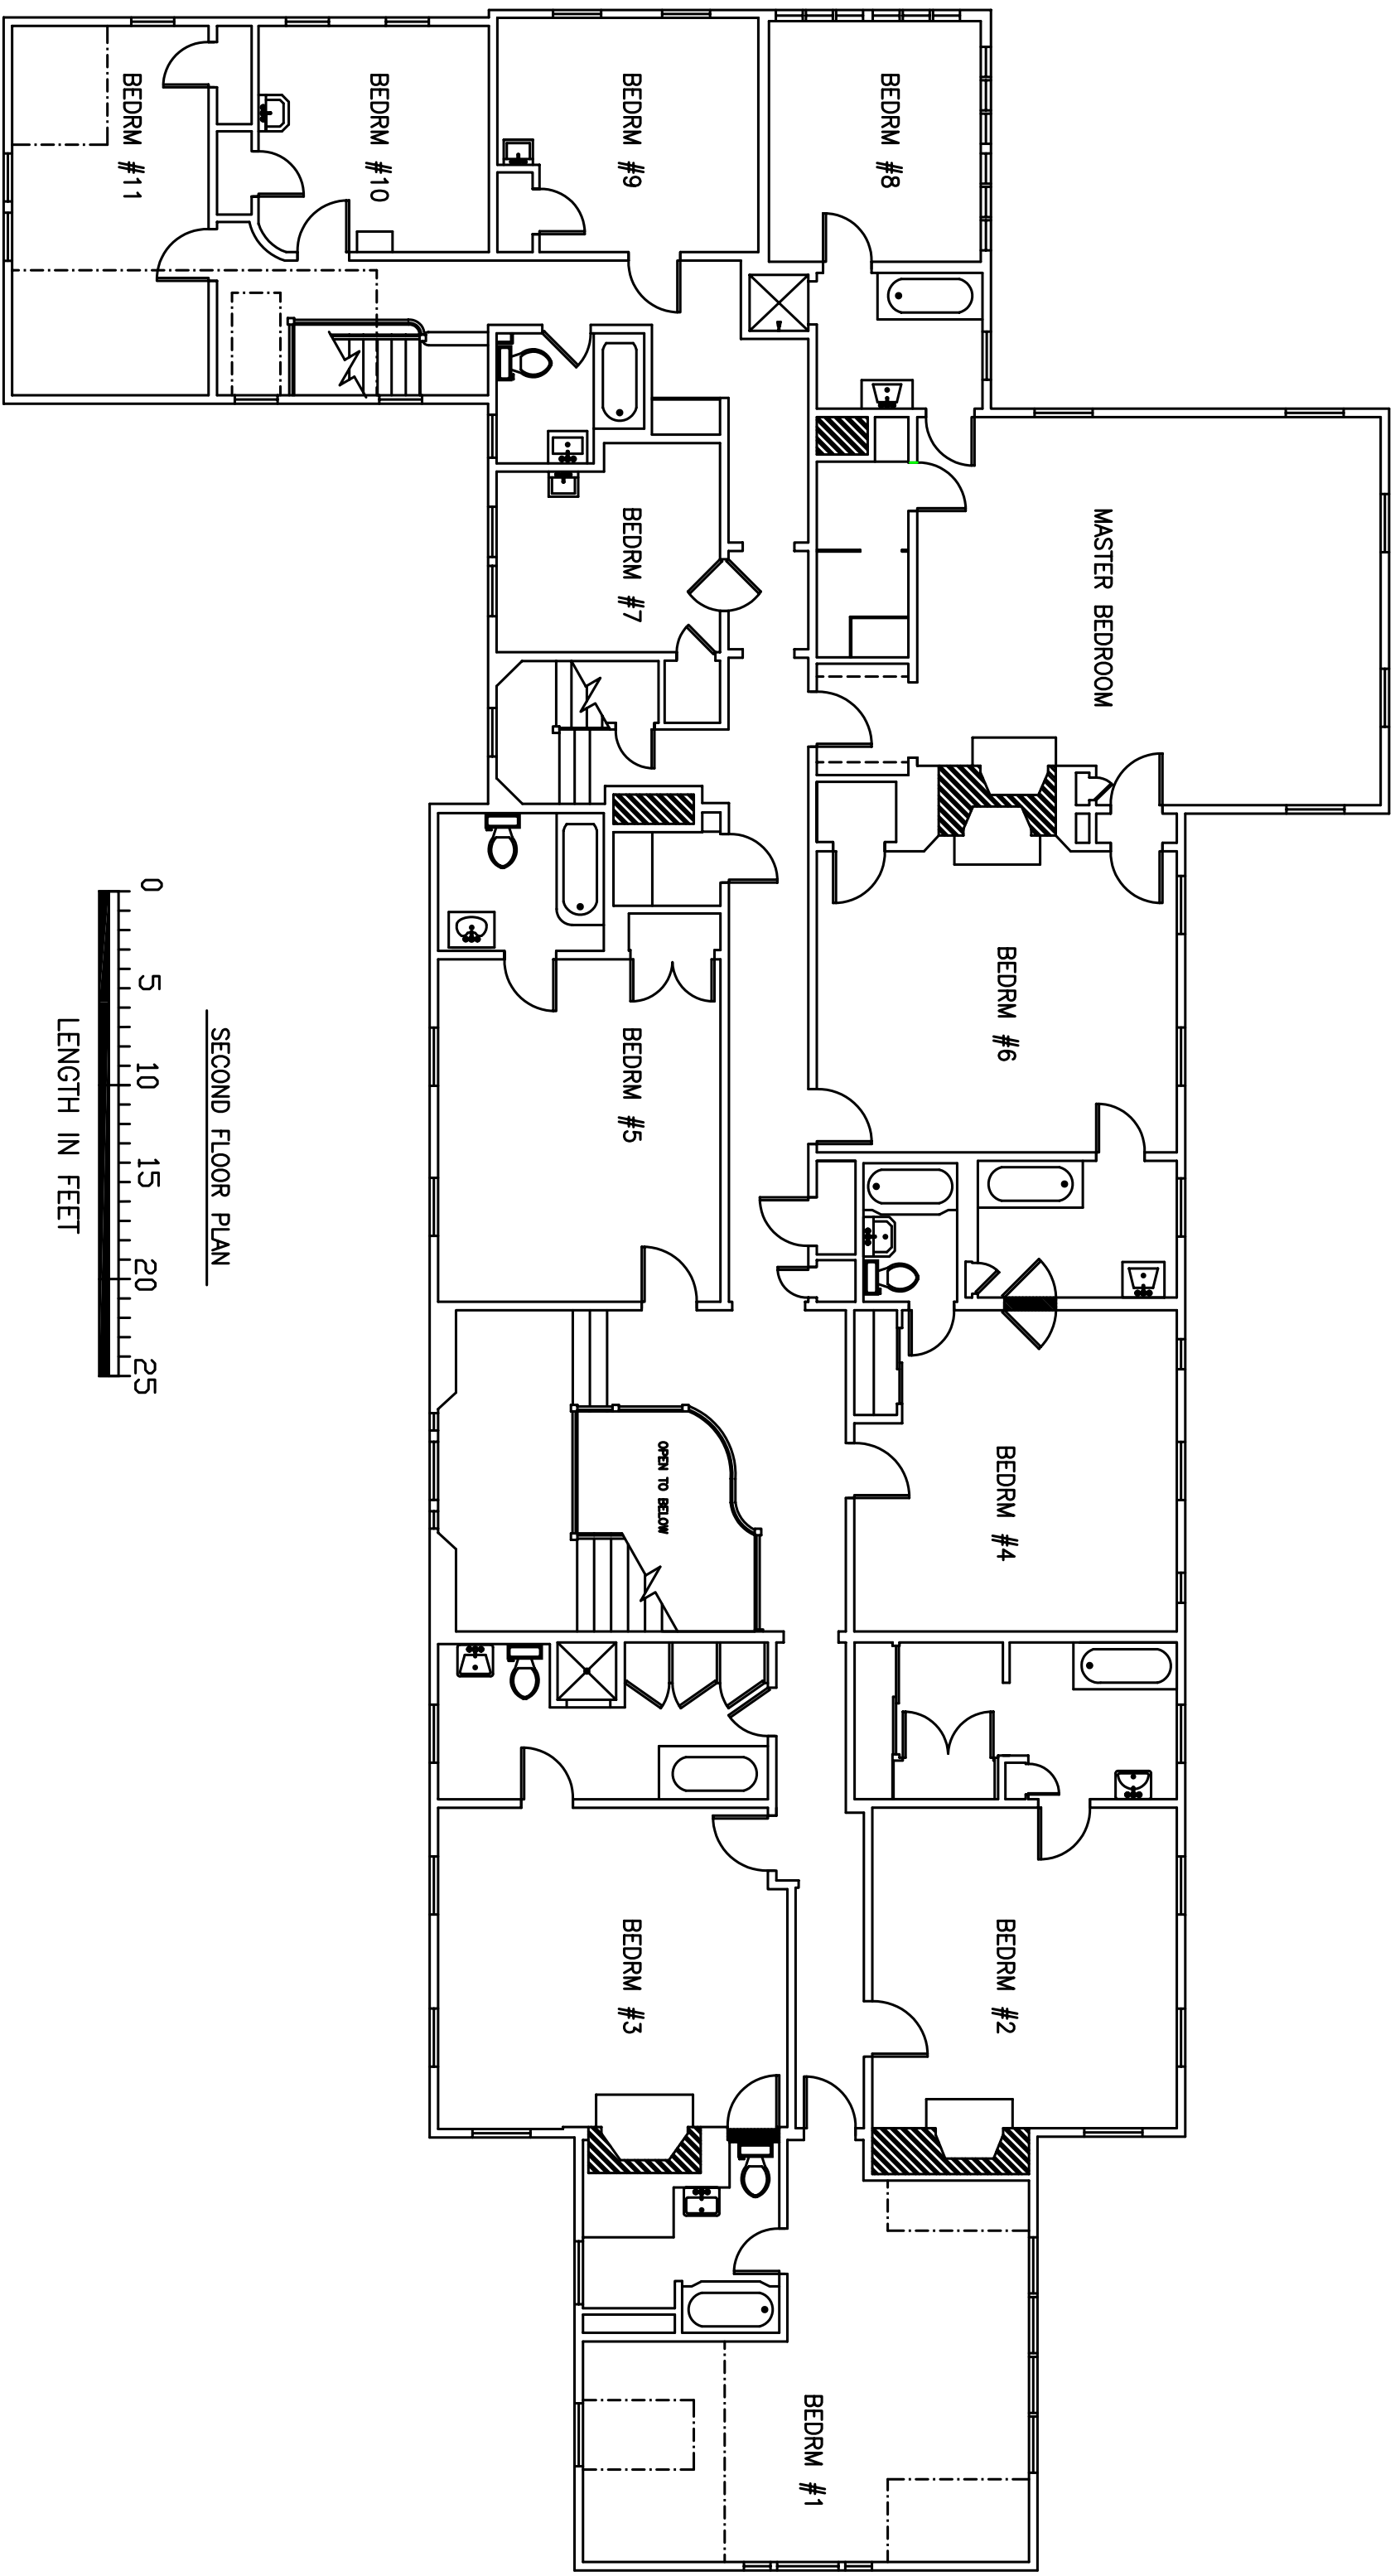 BEDRM #8
BEDRM #9
BEDRM #10
BEDRM #11
MASTER BEDROOM
BEDRM #7
BEDRM #6
BEDRM #5
BEDRM #4
OPEN TO BELOW
BEDRM #2
BEDRM #3
BEDRM #1
SECOND FLOOR PLAN
0 5 10 15 20 25
LENGTH IN FEET